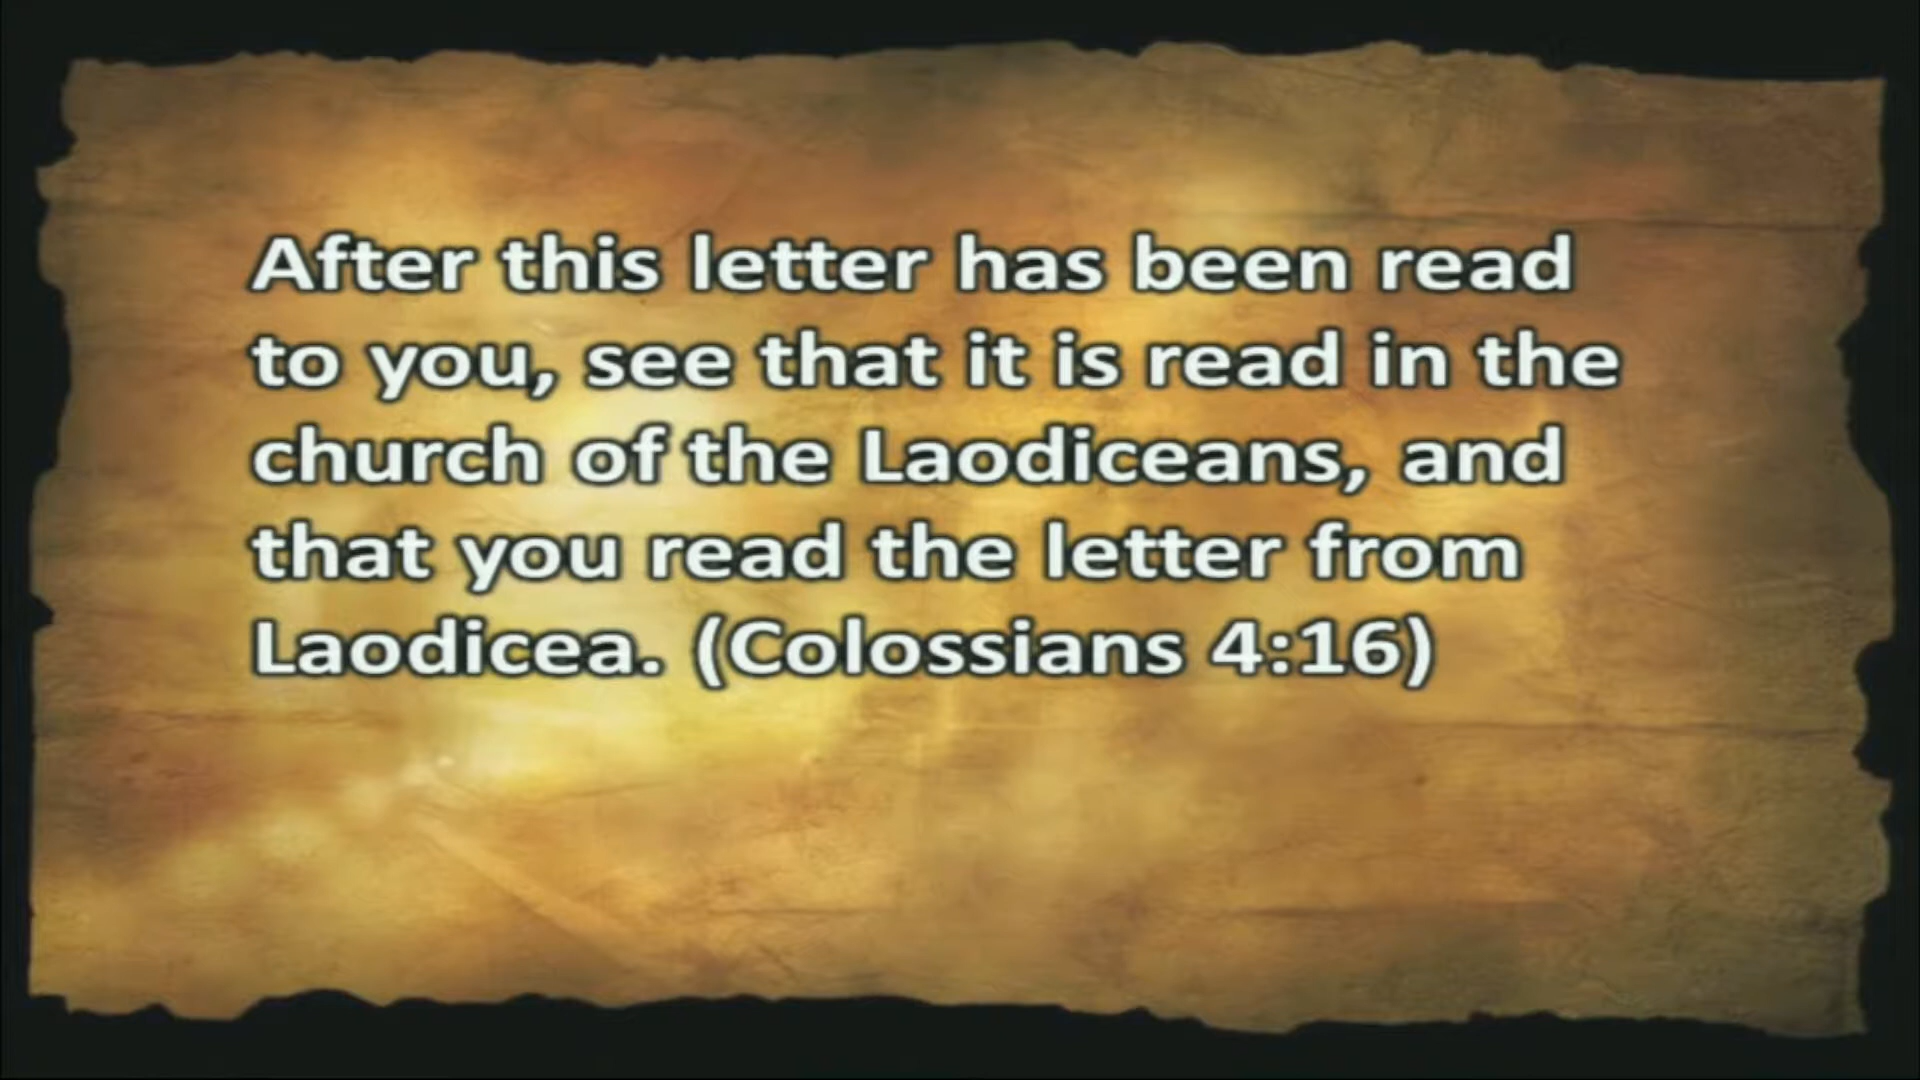 After this letter has been read
to you, see that it is read in the
church of the Laodiceans, and
that you read the letter from
Laodicea. (Colossians 4:16)